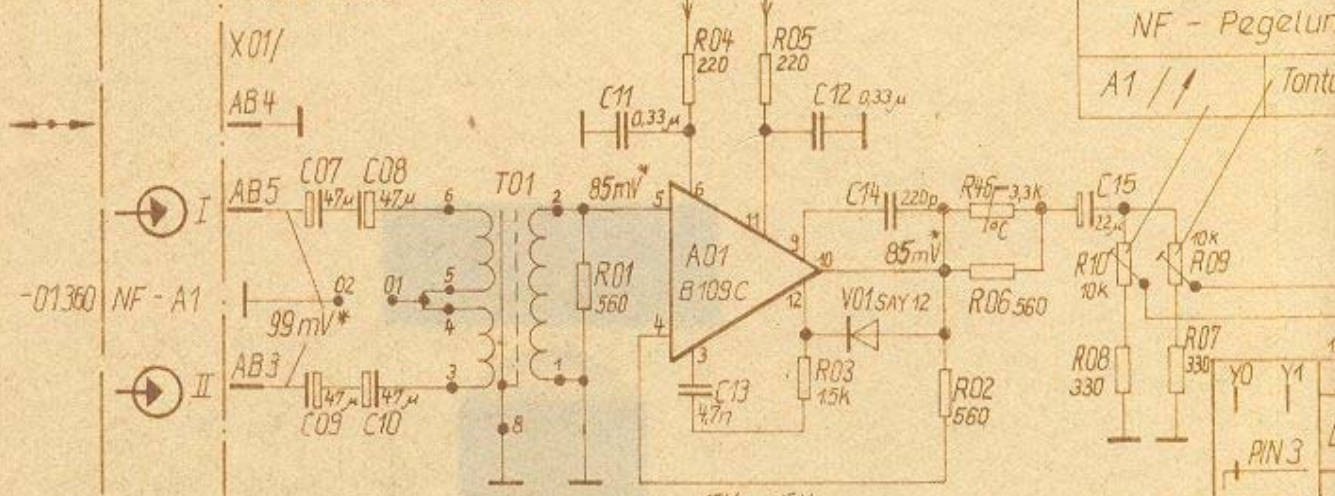 NF - Pegelur
A1
Tontu
X01/
AB4
AB5
AB3
I
II
-01360
NF - A1
C07
47µ
C08
47µ
C09
47µ
C10
47µ
99mV*
02
01
6
5
4
3
T01
2
1
8
85mV*
R01
560
C11
0,33µ
R04
220
R05
220
C12 0,33µ
5
6
11
9
10
12
4
3
A01
B109C
C13
4,7n
R03
1,5k
V01 SAY12
R02
560
C14
220p
85mV*
R46
3,3k
R06 560
C15
22µ
R10
10k
10k
R09
R08
330
R07
330
Y0
Y1
PIN3